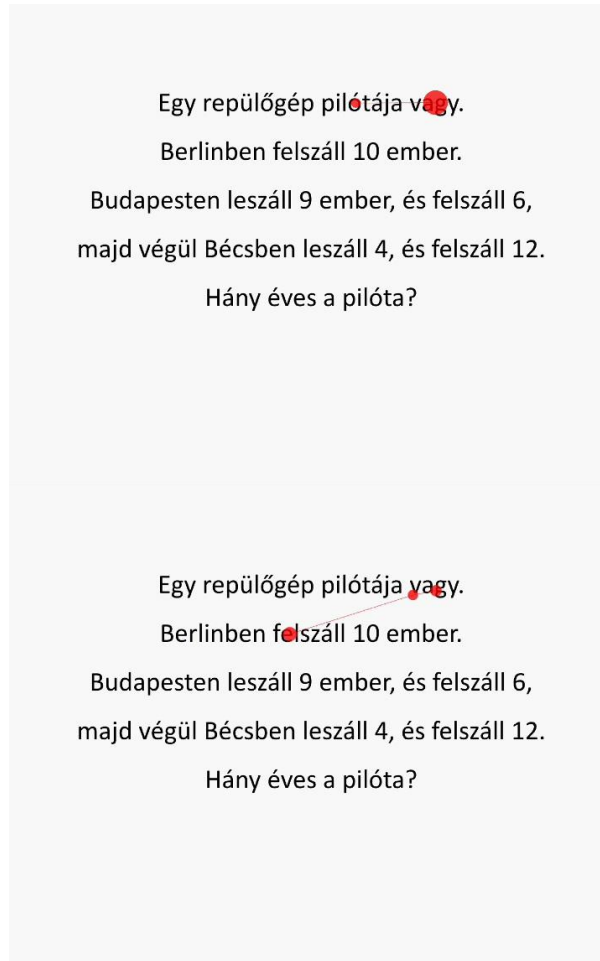 Egy repülőgép pilótája vagy.
Berlinben felszáll 10 ember.
Budapesten leszáll 9 ember, és felszáll 6,
majd végül Bécsben leszáll 4, és felszáll 12.
Hány éves a pilóta?
Egy repülőgép pilótája vagy.
Berlinben felszáll 10 ember.
Budapesten leszáll 9 ember, és felszáll 6,
majd végül Bécsben leszáll 4, és felszáll 12.
Hány éves a pilóta?